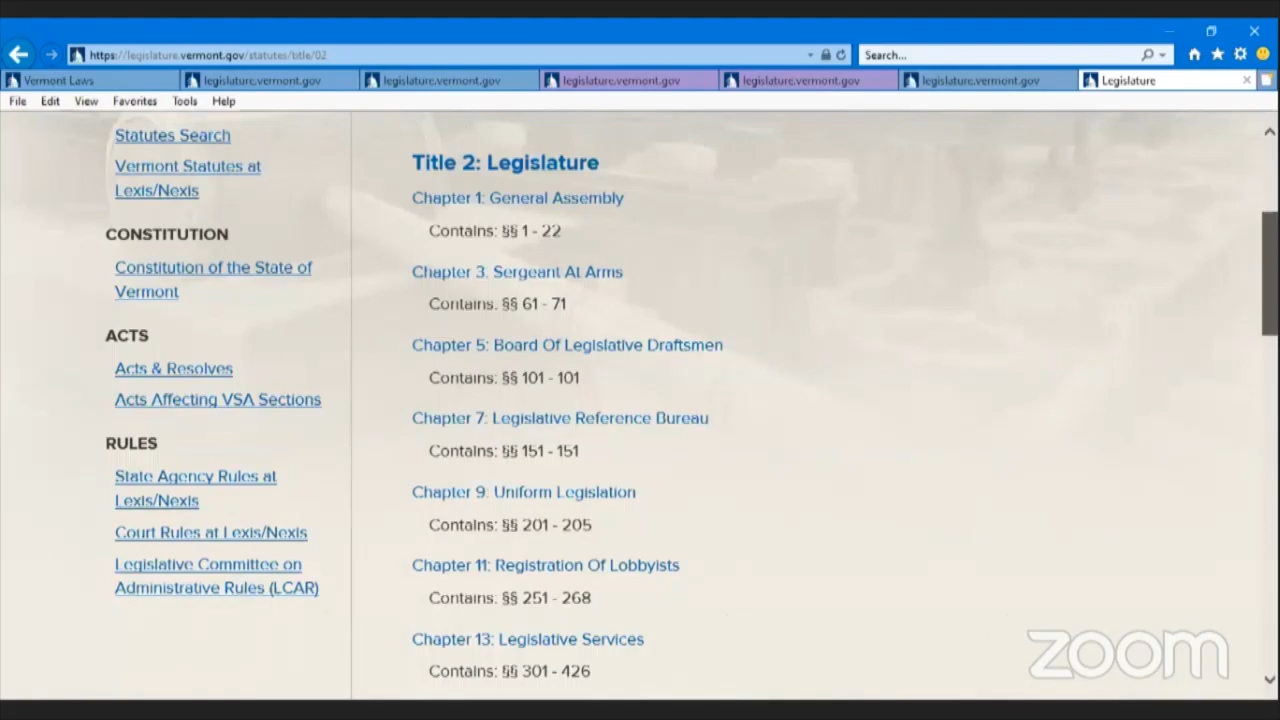 https://legislature.vermont.gov/statutes/title/02
Search...
Vermont Laws
legislature.vermont.gov
legislature.vermont.gov
legislature.vermont.gov
legislature.vermont.gov
legislature.vermont.gov
Legislature
File Edit View Favorites Tools Help
Statutes Search
Vermont Statutes at
Lexis/Nexis
CONSTITUTION
Constitution of the State of
Vermont
ACTS
Acts & Resolves
Acts Affecting VSA Sections
RULES
State Agency Rules at
Lexis/Nexis
Court Rules at Lexis/Nexis
Legislative Committee on
Administrative Rules (LCAR)
Title 2: Legislature
Chapter 1: General Assembly
Contains: §§ 1 - 22
Chapter 3: Sergeant At Arms
Contains: §§ 61 - 71
Chapter 5: Board Of Legislative Draftsmen
Contains: §§ 101 - 101
Chapter 7: Legislative Reference Bureau
Contains: §§ 151 - 151
Chapter 9: Uniform Legislation
Contains: §§ 201 - 205
Chapter 11: Registration Of Lobbyists
Contains: §§ 251 - 268
Chapter 13: Legislative Services
Contains: §§ 301 - 426
zoom